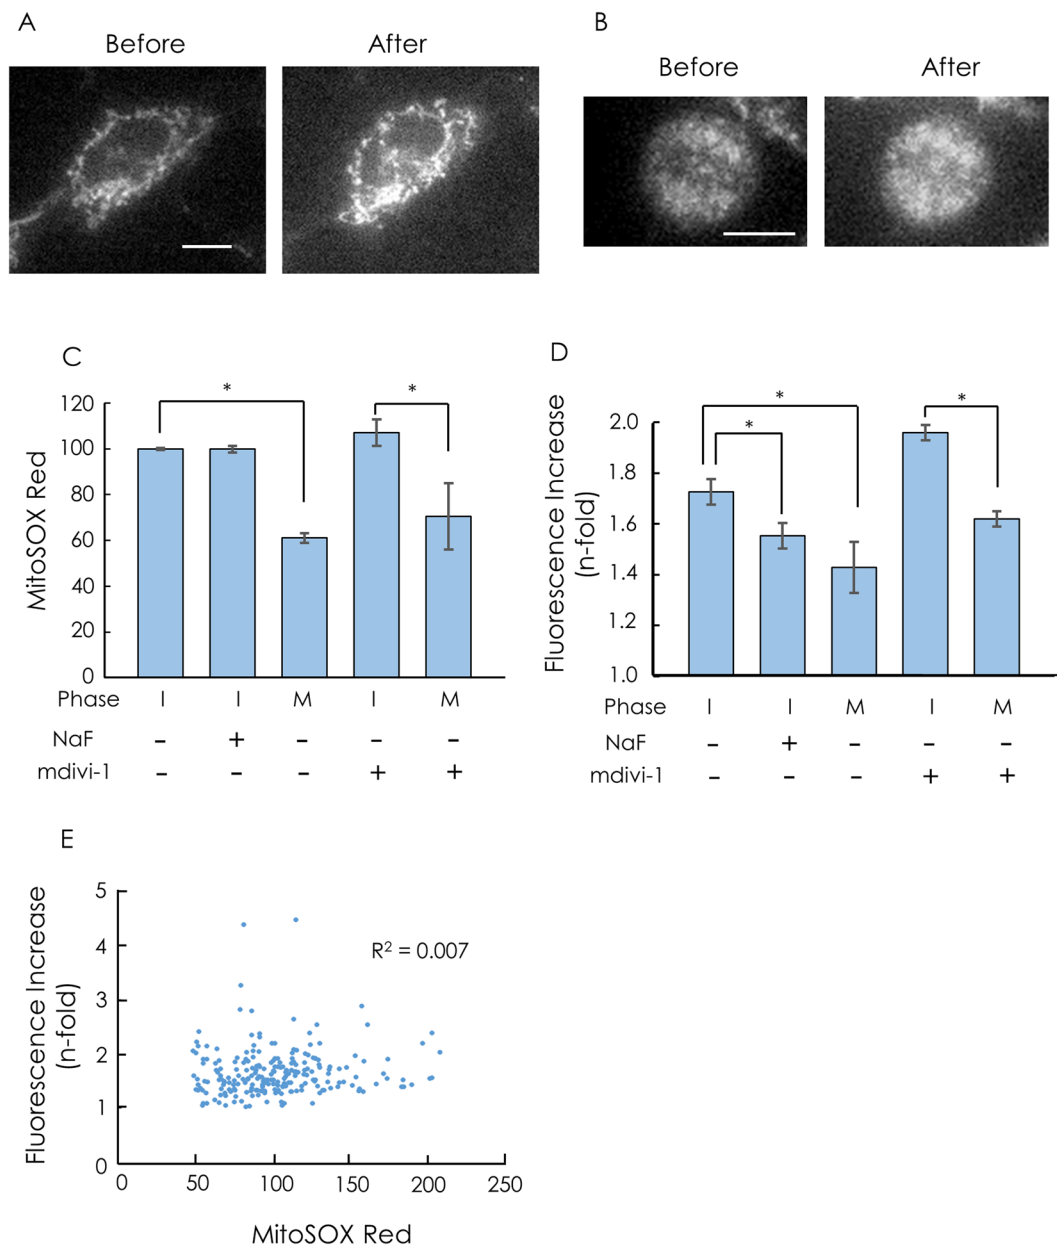 A
Before
After
B
Before
After
C
MitoSOX Red
120
100
80
60
40
20
0
*
*
Phase I I M I M
NaF – + – – –
mdivi-1 – – – + +
D
Fluorescence Increase
(n-fold)
2.0
1.8
1.6
1.4
1.2
1.0
*
*
*
Phase I I M I M
NaF – + – – –
mdivi-1 – – – + +
E
Fluorescence Increase
(n-fold)
5
4
3
2
1
0
R² = 0.007
0 50 100 150 200 250
MitoSOX Red